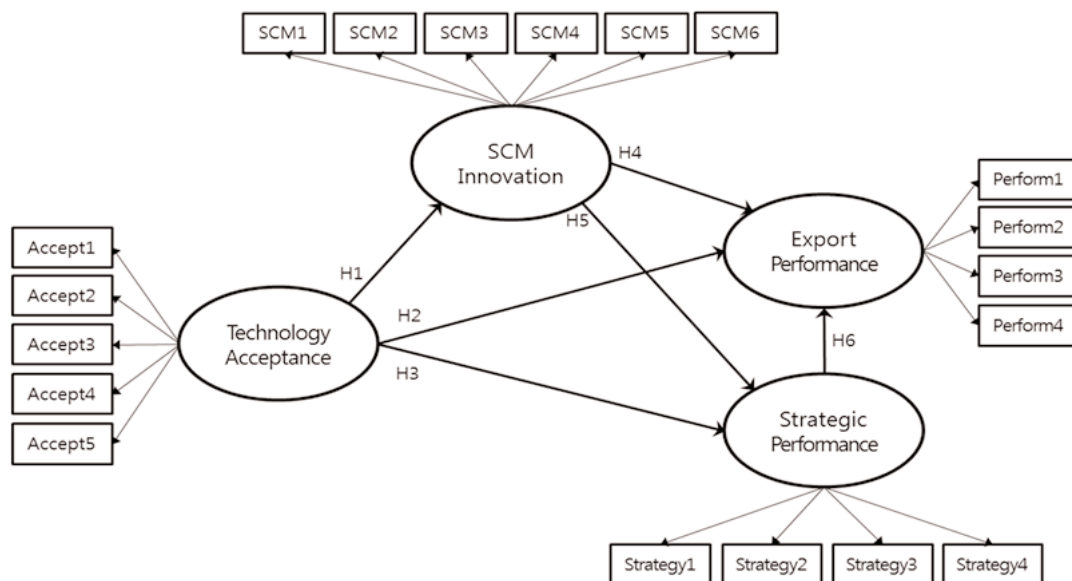 SCM1
SCM2
SCM3
SCM4
SCM5
SCM6
SCM
Innovation
H4
H5
Perform1
Perform2
Perform3
Perform4
Export
Performance
Accept1
Accept2
Accept3
Accept4
Accept5
H1
H2
H3
Technology
Acceptance
H6
Strategic
Performance
Strategy1
Strategy2
Strategy3
Strategy4